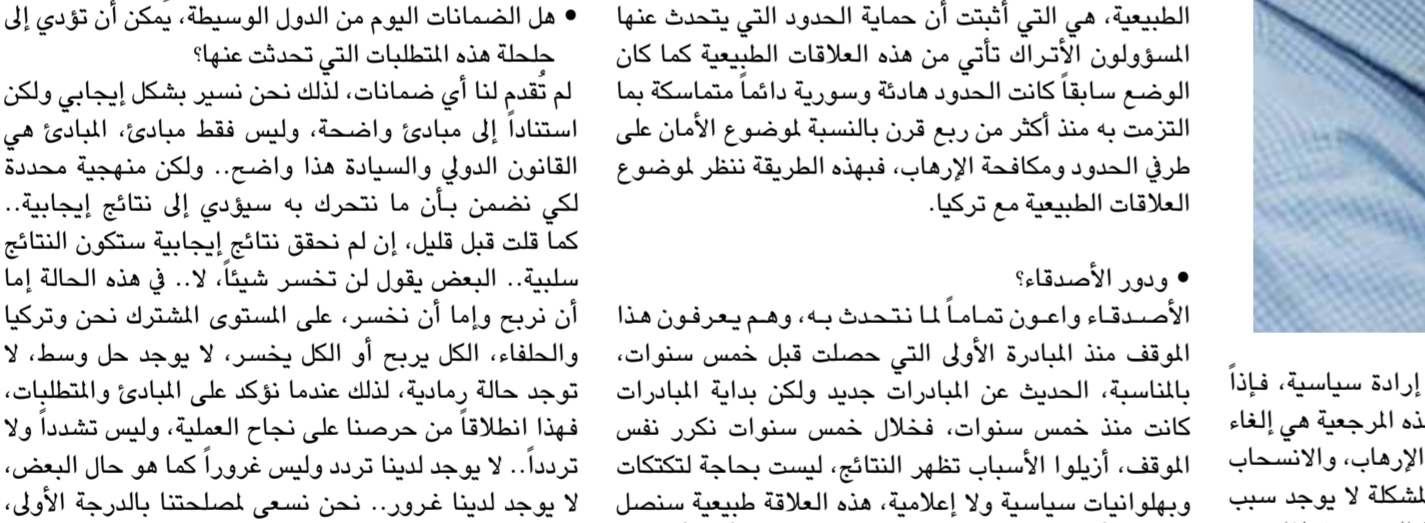 إرادة سياسية، فإذاً
هذه المرجعية هي إلغاء
الإرهاب، والانسحاب
لا يوجد سبب
الطبيعية، هي التي أثبتت أن حماية الحدود التي يتحدث عنها
المسؤولون الأتراك تأتي من هذه العلاقات الطبيعية كما كان
الوضع سابقاً كانت الحدود هادئة وسورية دائماً متماسكة بما
التزمت به منذ أكثر من ربع قرن بالنسبة لموضوع الأمان على
طرفي الحدود ومكافحة الإرهاب، فبهذه الطريقة ننظر لموضوع
العلاقات الطبيعية مع تركيا.
• ودور الأصدقاء؟
الأصدقاء واعون تماماً لما نتحدث به، وهم يعرفون هذا
الموقف منذ المبادرة الأولى التي حصلت قبل خمس سنوات،
بالمناسبة، الحديث عن المبادرات جديد ولكن بداية المبادرات
كانت منذ خمس سنوات، فخلال خمس سنوات نكرر نفس
الموقف، أزيلوا الأسباب تظهر النتائج، ليست بحاجة لتكتكات
وبهلوانيات سياسية ولا إعلامية، هذه العلاقة طبيعية سنصل
• هل الضمانات اليوم من الدول الوسيطة، يمكن أن تؤدي إلى
حلحلة هذه المتطلبات التي تحدثت عنها؟
لم تُقدم لنا أي ضمانات، لذلك نحن نسير بشكل إيجابي ولكن
استناداً إلى مبادئ واضحة، وليس فقط مبادئ، المبادئ هي
القانون الدولي والسيادة هذا واضح.. ولكن منهجية محددة
لكي نضمن بأن ما نتحرك به سيؤدي إلى نتائج إيجابية..
كما قلت قبل قليل، إن لم نحقق نتائج إيجابية ستكون النتائج
سلبية.. البعض يقول لن تخسر شيئاً، لا.. في هذه الحالة إما
أن نربح وإما أن نخسر، على المستوى المشترك نحن وتركيا
والحلفاء، الكل يربح أو الكل يخسر، لا يوجد حل وسط، لا
توجد حالة رمادية، لذلك عندما نؤكد على المبادئ والمتطلبات،
فهذا انطلاقاً من حرصنا على نجاح العملية، وليس تشدداً ولا
تردداً.. لا يوجد لدينا تردد وليس غروراً كما هو حال البعض،
لا يوجد لدينا غرور.. نحن نسعى لمصلحتنا بالدرجة الأولى،